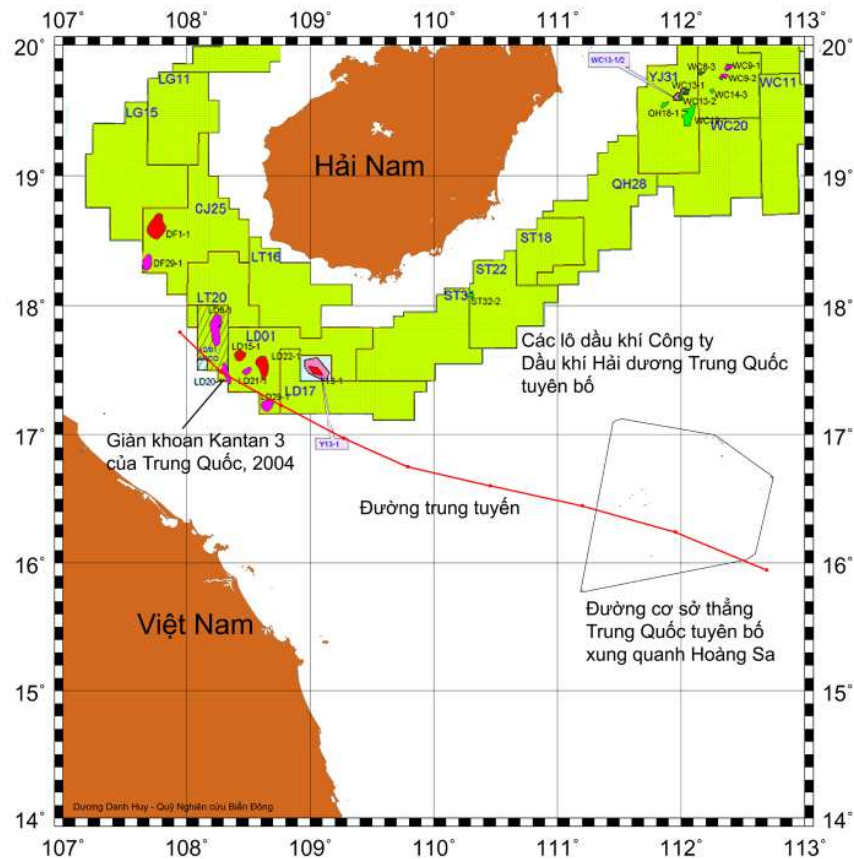 107° 108° 109° 110° 111° 112° 113°
20° 20°
LG11
LG15
YJ31
WC11
WC13-1/2
WC8-3
WC9-1
WC9-2
WC13-1
WC14-3
WC13-2
QH18-1
WC20
19° 19°
Hải Nam
QH28
CJ25
DF1-1
DF29-1
LT16
ST18
ST22
ST31
ST32-2
18° 18°
LT20
LD8-1
LD01
LD15-1
LD22-1
LD20-1
LD21-1
LD17
LD29-1
Y13-1
Các lô dầu khí Công ty
Dầu khí Hải dương Trung Quốc
tuyên bố
17° 17°
Giàn khoan Kantan 3
của Trung Quốc, 2004
Đường trung tuyến
16° 16°
Việt Nam
Đường cơ sở thẳng
Trung Quốc tuyên bố
xung quanh Hoàng Sa
15° 15°
14° 14°
Dương Danh Huy - Quỹ Nghiên cứu Biển Đông
107° 108° 109° 110° 111° 112° 113°